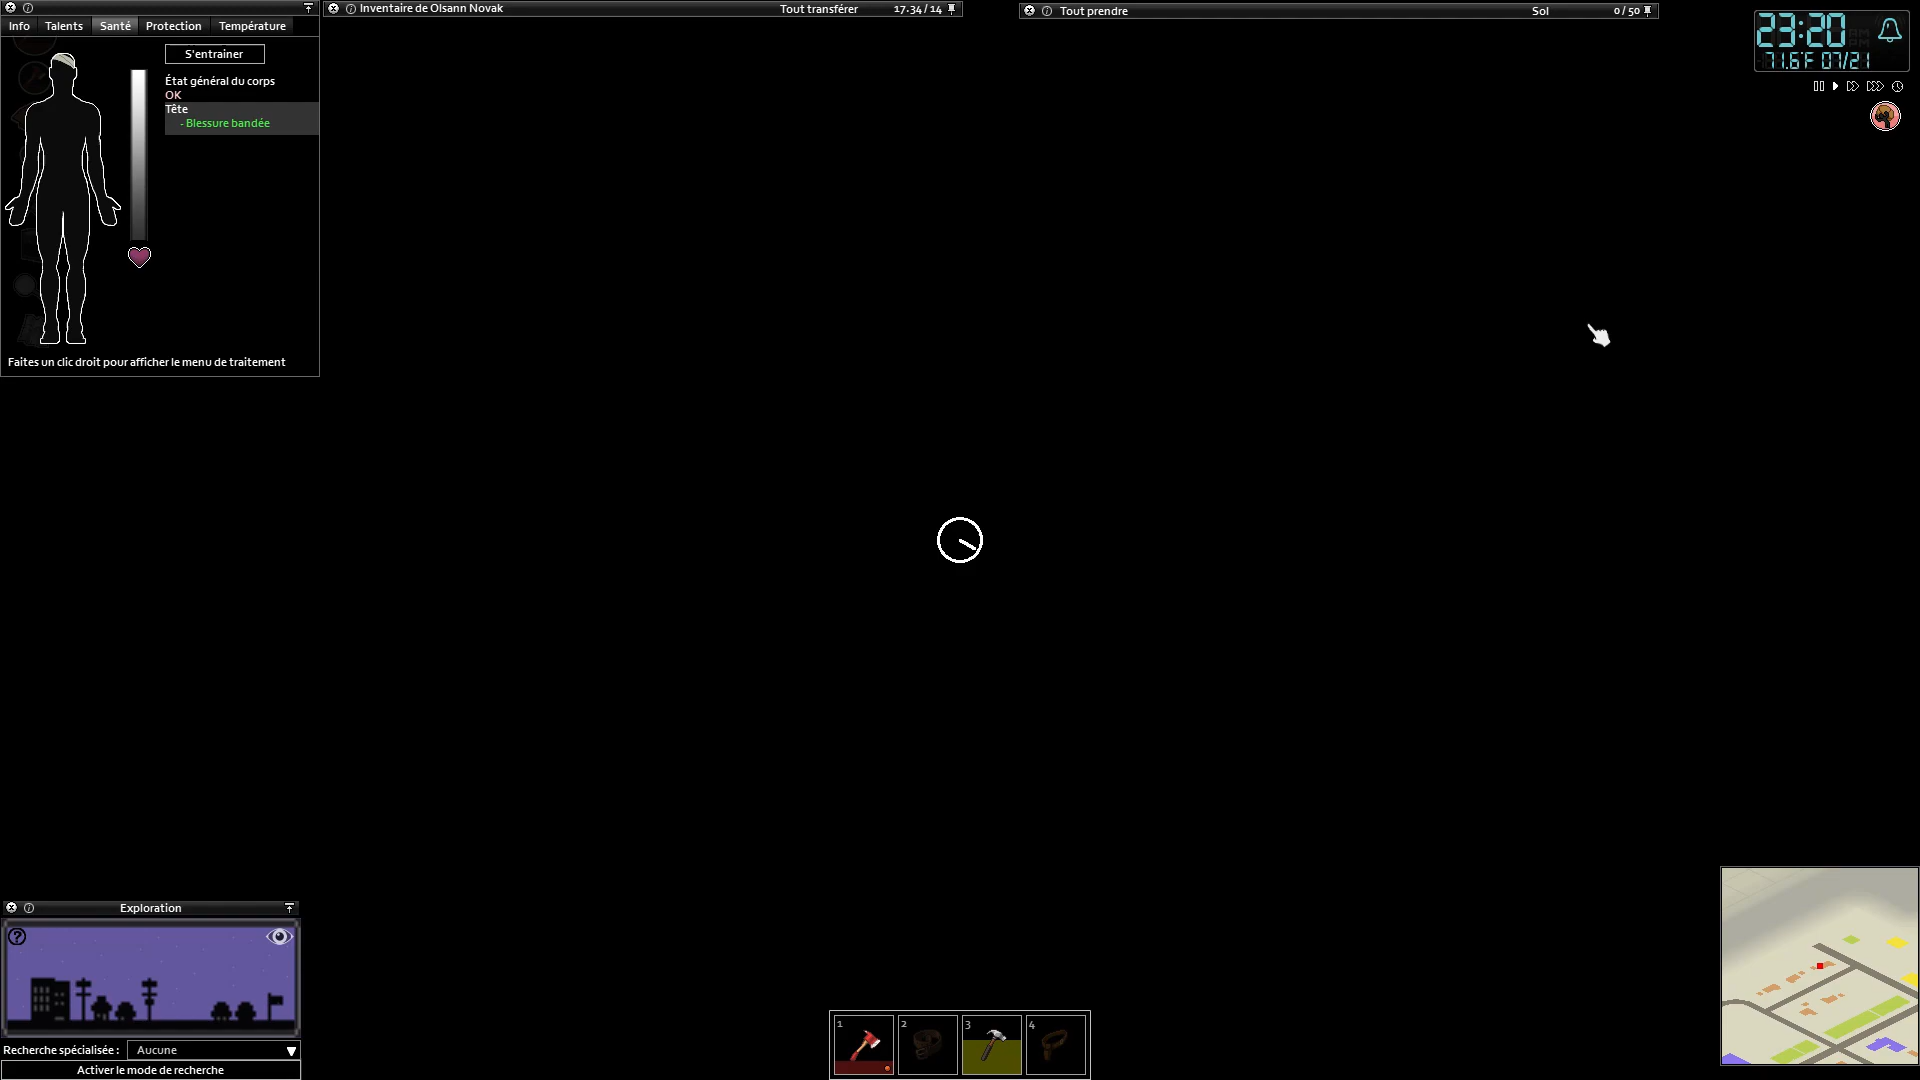 Inventaire de Olsann Novak Tout transférer 17.34 / 14
Tout prendre Sol 0 / 50
23:20
71.6°F 07/21
Info Talents Santé Protection Température
S'entrainer
État général du corps
OK
Tête
- Blessure bandée
Faites un clic droit pour afficher le menu de traitement
Exploration
?
Recherche spécialisée : Aucune
Activer le mode de recherche
1 2 3 4